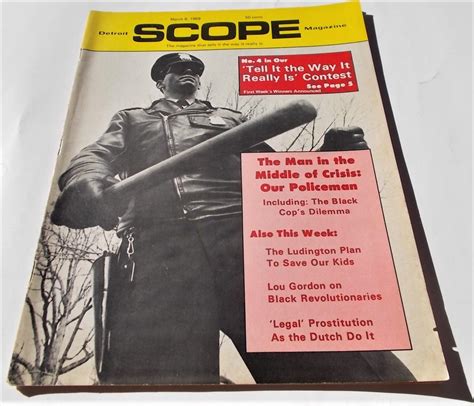 March 8, 1969 50 cents
Detroit SCOPE Magazine
The magazine that tells it the way it really is
No. 4 in Our
'Tell It the Way It
Really Is' Contest
First Week's Winners Announced
See Page 5
The Man in the
Middle of Crisis:
Our Policeman
Including: The Black
Cop's Dilemma
Also This Week:
The Ludington Plan
To Save Our Kids
Lou Gordon on
Black Revolutionaries
'Legal' Prostitution
As the Dutch Do It